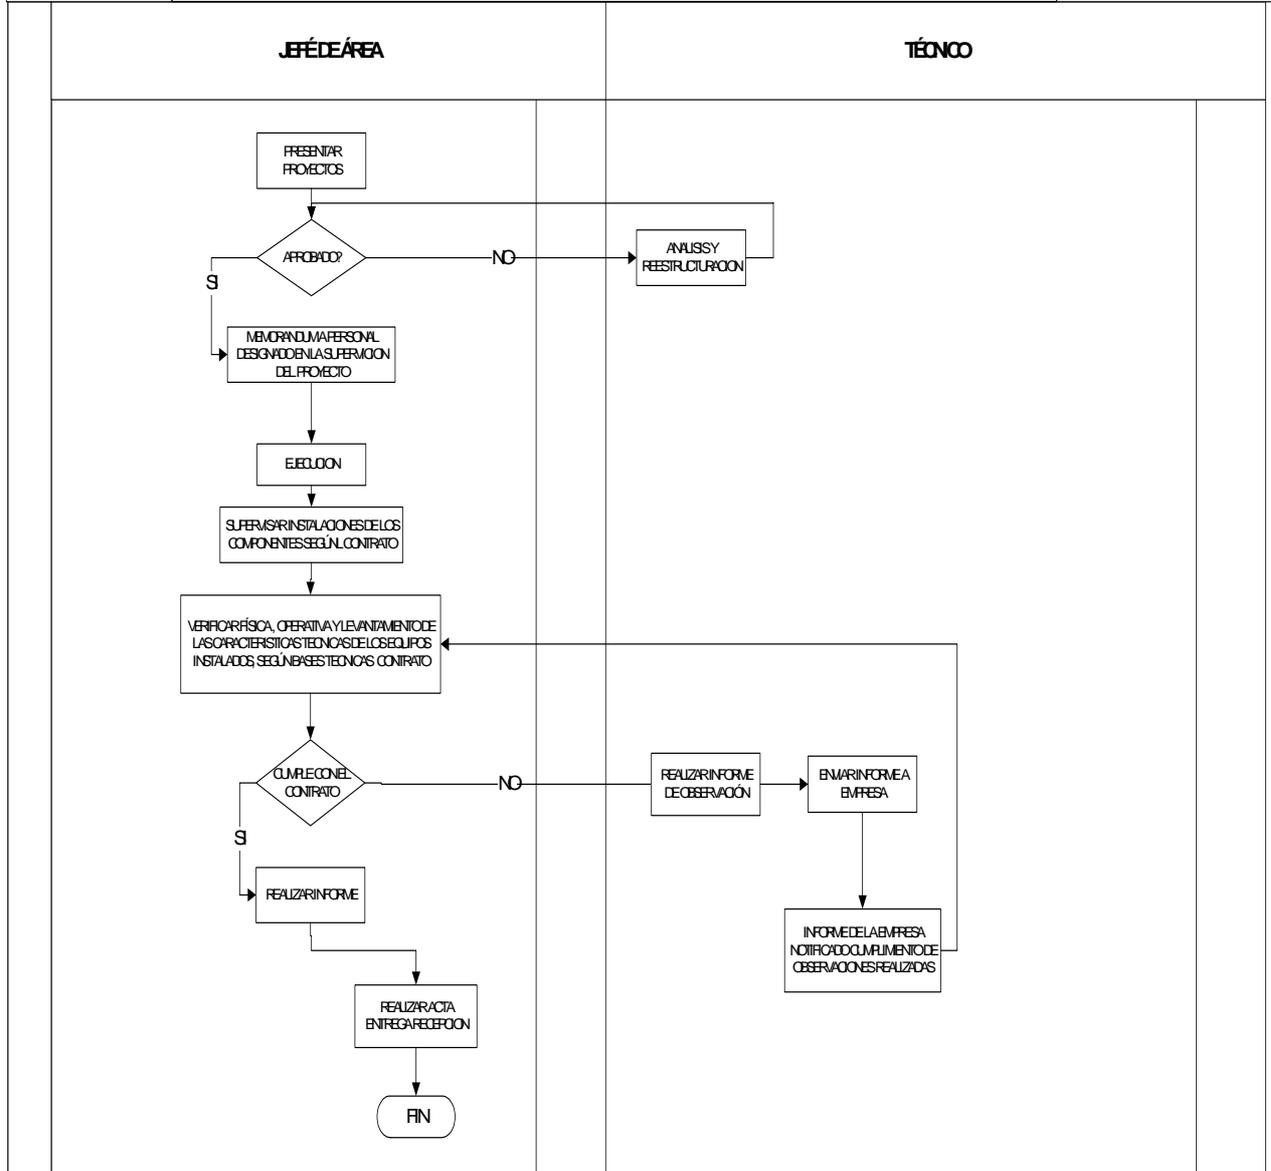 JEFÉ DE ÁREA
TÉCNICO
PRESENTAR
PROYECTOS
APROBADO?
NO
ANALISIS Y
REESTRUCTURACION
SI
MEMORANDUM A PERSONAL
DESIGNADO EN LA SUPERVICION
DEL PROYECTO
EJECUCION
SUPERVISAR INSTALACIONES DE LOS
COMPONENTES SEGÚNL CONTRATO
VERIFICAR FÍSICA, OPERATIVA Y LEVANTAMIENTO DE
LAS CARACTERISTICAS TECNICAS DE LOS EQUIPOS
INSTALADOS, SEGÚN BASES TECNICAS CONTRATO
CUMPLE CON EL
CONTRATO
NO
REALIZAR INFORME
DE OBSERVACIÓN
ENVIAR INFORME A
EMPRESA
SI
REALIZAR INFORME
INFORME DE LA EMPRESA
NOTIFICADO CUMPLIMIENTO DE
OBSERVACIONES REALIZADAS
REALIZAR ACTA
ENTREGA RECEPCION
FIN